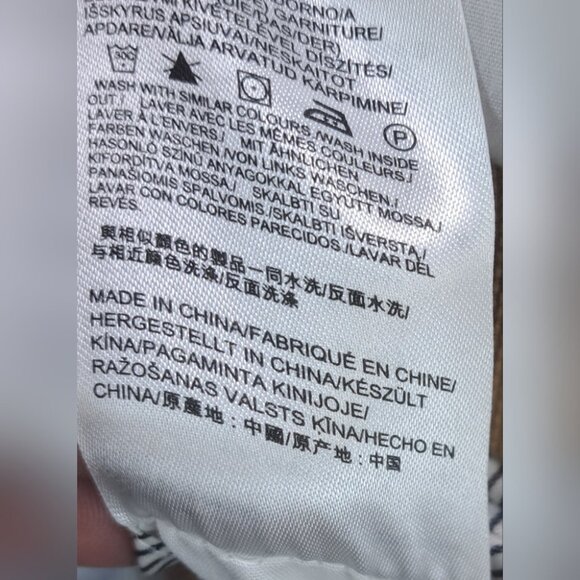 IŠSKYRUS APSIUVAI/NESKAITOT
APDARE/VÄLJA ARVATUD KÄRPIMINE/
P
WASH WITH SIMILAR COLOURS/WASH INSIDE
OUT/ LAVER AVEC LES MÊMES COULEURS/
LAVER À L'ENVERS/ MIT ÄHNLICHEN
FARBEN WASCHEN/VON LINKS WASCHEN/
HASONLÓ SZÍNŰ ANYAGOKKAL EGYÜTT MOSSA/
KIFORDÍTVA MOSSA/ SKALBTI SU
PANAŠIOMIS SPALVOMIS/SKALBTI IŠVERSTĄ/
LAVAR CON COLORES PARECIDOS/LAVAR DEL
REVÉS.
與相似顏色的製品一同水洗/反面水洗/
与相近颜色洗涤/反面洗涤
MADE IN CHINA/FABRIQUÉ EN CHINE/
HERGESTELLT IN CHINA/KÉSZÜLT
KÍNA/PAGAMINTA KINIJOJE/
RAŽOŠANAS VALSTS ĶĪNA/HECHO EN
CHINA/原產地：中國/原产地：中国